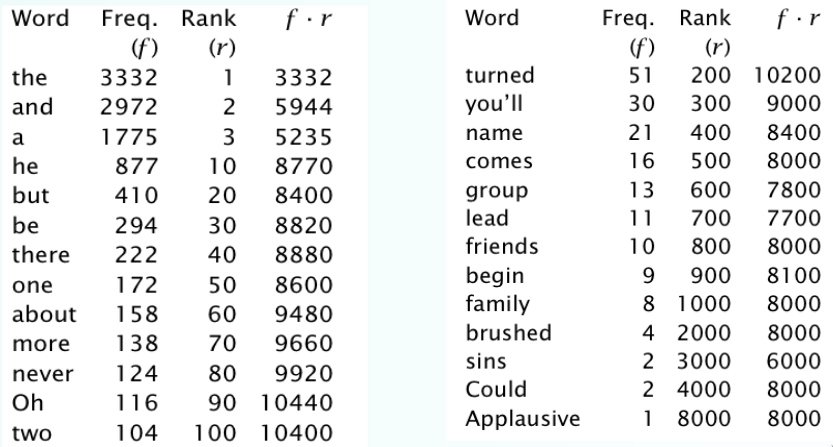 Word Freq. Rank f · r
(f) (r)
the 3332 1 3332
and 2972 2 5944
a 1775 3 5235
he 877 10 8770
but 410 20 8400
be 294 30 8820
there 222 40 8880
one 172 50 8600
about 158 60 9480
more 138 70 9660
never 124 80 9920
Oh 116 90 10440
two 104 100 10400
Word Freq. Rank f · r
(f) (r)
turned 51 200 10200
you'll 30 300 9000
name 21 400 8400
comes 16 500 8000
group 13 600 7800
lead 11 700 7700
friends 10 800 8000
begin 9 900 8100
family 8 1000 8000
brushed 4 2000 8000
sins 2 3000 6000
Could 2 4000 8000
Applausive 1 8000 8000